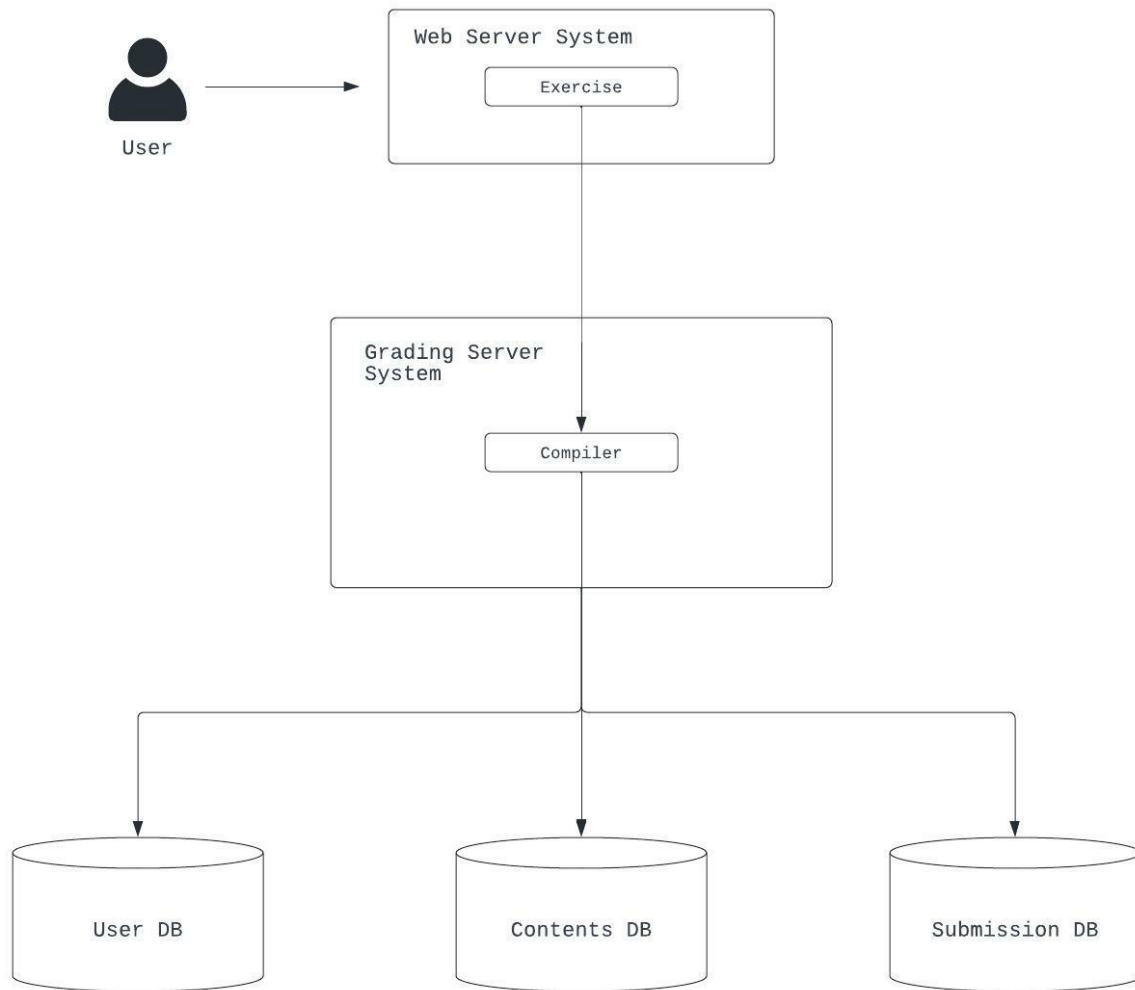 Web Server System
Exercise
User
Grading Server
System
Compiler
User DB
Contents DB
Submission DB